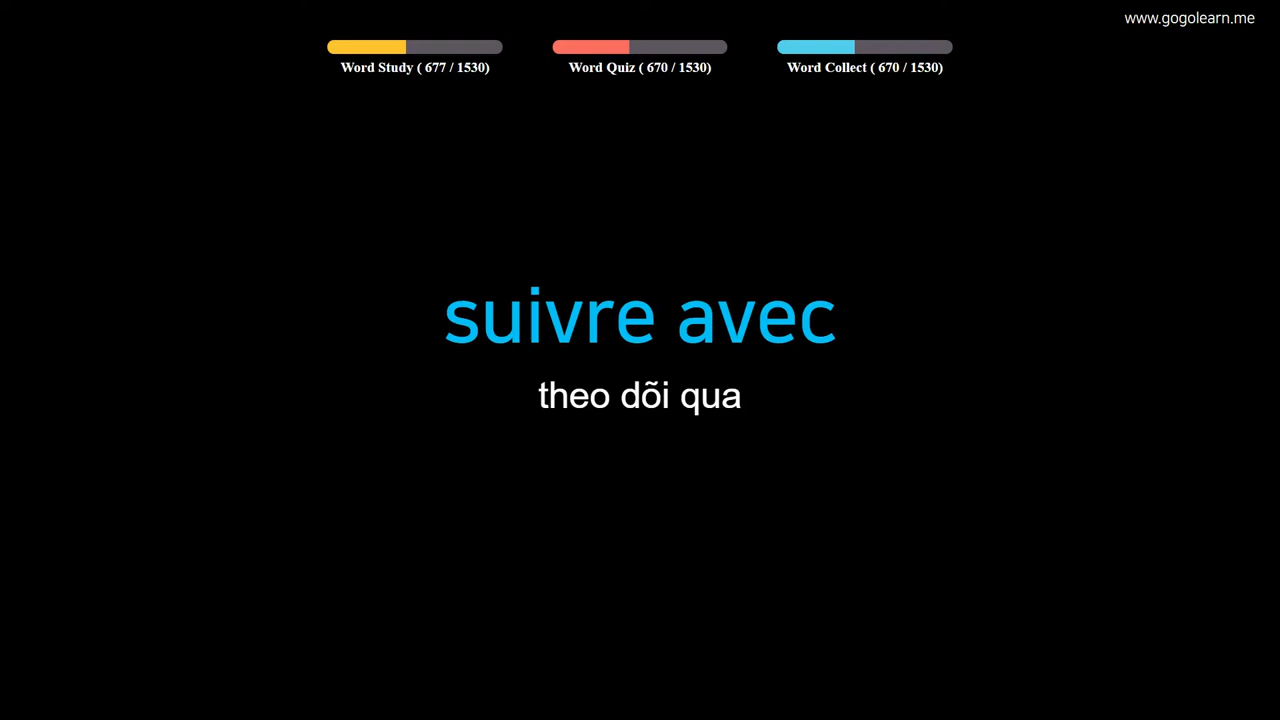 www.gogolearn.me
Word Study ( 677 / 1530)
Word Quiz ( 670 / 1530)
Word Collect ( 670 / 1530)
suivre avec
theo dõi qua